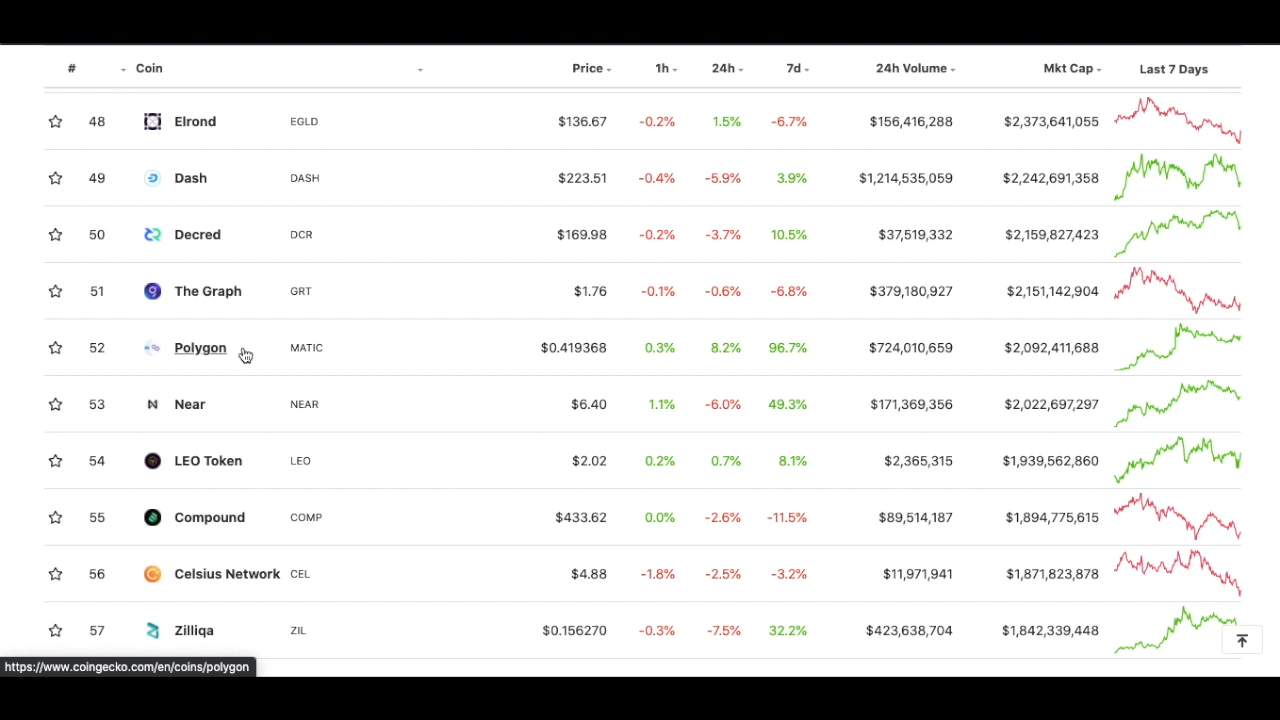 # Coin Price 1h 24h 7d 24h Volume Mkt Cap Last 7 Days
48 Elrond EGLD $136.67 -0.2% 1.5% -6.7% $156,416,288 $2,373,641,055
49 Dash DASH $223.51 -0.4% -5.9% 3.9% $1,214,535,059 $2,242,691,358
50 Decred DCR $169.98 -0.2% -3.7% 10.5% $37,519,332 $2,159,827,423
51 The Graph GRT $1.76 -0.1% -0.6% -6.8% $379,180,927 $2,151,142,904
52 Polygon MATIC $0.419368 0.3% 8.2% 96.7% $724,010,659 $2,092,411,688
53 Near NEAR $6.40 1.1% -6.0% 49.3% $171,369,356 $2,022,697,297
54 LEO Token LEO $2.02 0.2% 0.7% 8.1% $2,365,315 $1,939,562,860
55 Compound COMP $433.62 0.0% -2.6% -11.5% $89,514,187 $1,894,775,615
56 Celsius Network CEL $4.88 -1.8% -2.5% -3.2% $11,971,941 $1,871,823,878
57 Zilliqa ZIL $0.156270 -0.3% -7.5% 32.2% $423,638,704 $1,842,339,448
https://www.coingecko.com/en/coins/polygon